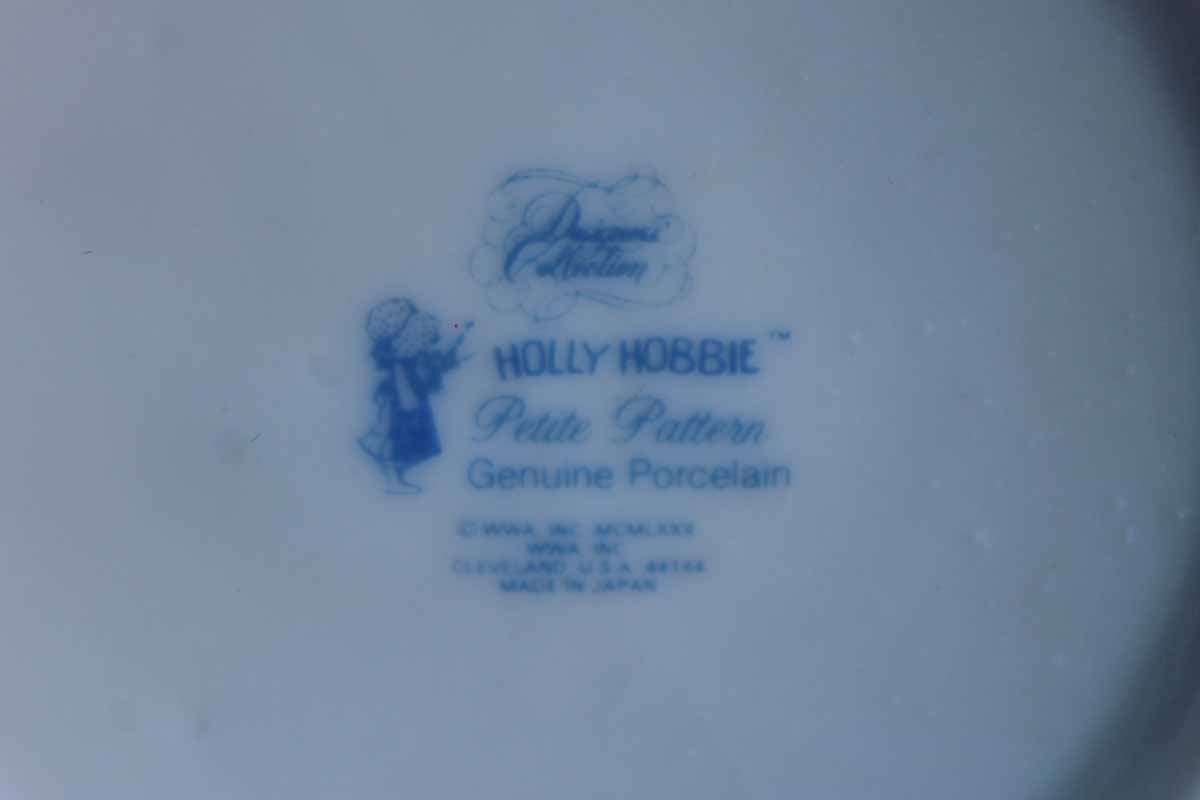 Designers'
Collection
HOLLY HOBBIE™
Petite Pattern
Genuine Porcelain
© WWA, INC. MCMLXXX
WWA, INC.
CLEVELAND, U.S.A. 44144
MADE IN JAPAN